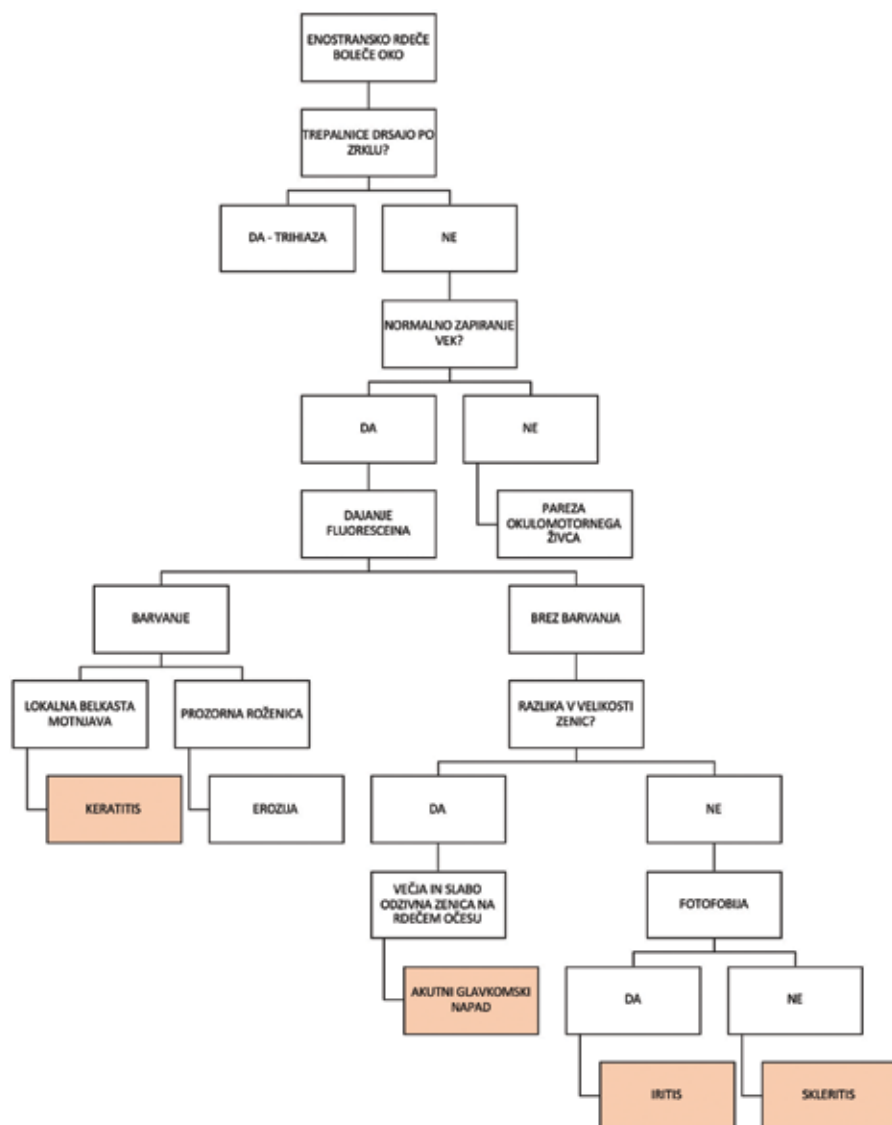 ENOSTRANSKO RDEČE
BOLEČE OKO
TREPALNICE DRSAJO PO
ZRKLU?
DA - TRIHIAZA
NE
NORMALNO ZAPIRANJE
VEK?
DA
NE
DAJANJE
FLUORESCEINA
PAREZA
OKULOMOTORNEGA
ŽIVCA
BARVANJE
BREZ BARVANJA
LOKALNA BELKASTA
MOTNJAVA
PROZORNA ROŽENICA
RAZLIKA V VELIKOSTI
ZENIC?
KERATITIS
EROZIJA
DA
NE
VEČJA IN SLABO
ODZIVNA ZENICA NA
RDEČEM OČESU
FOTOFOBIJA
AKUTNI GLAVKOMSKI
NAPAD
DA
NE
IRITIS
SKLERITIS